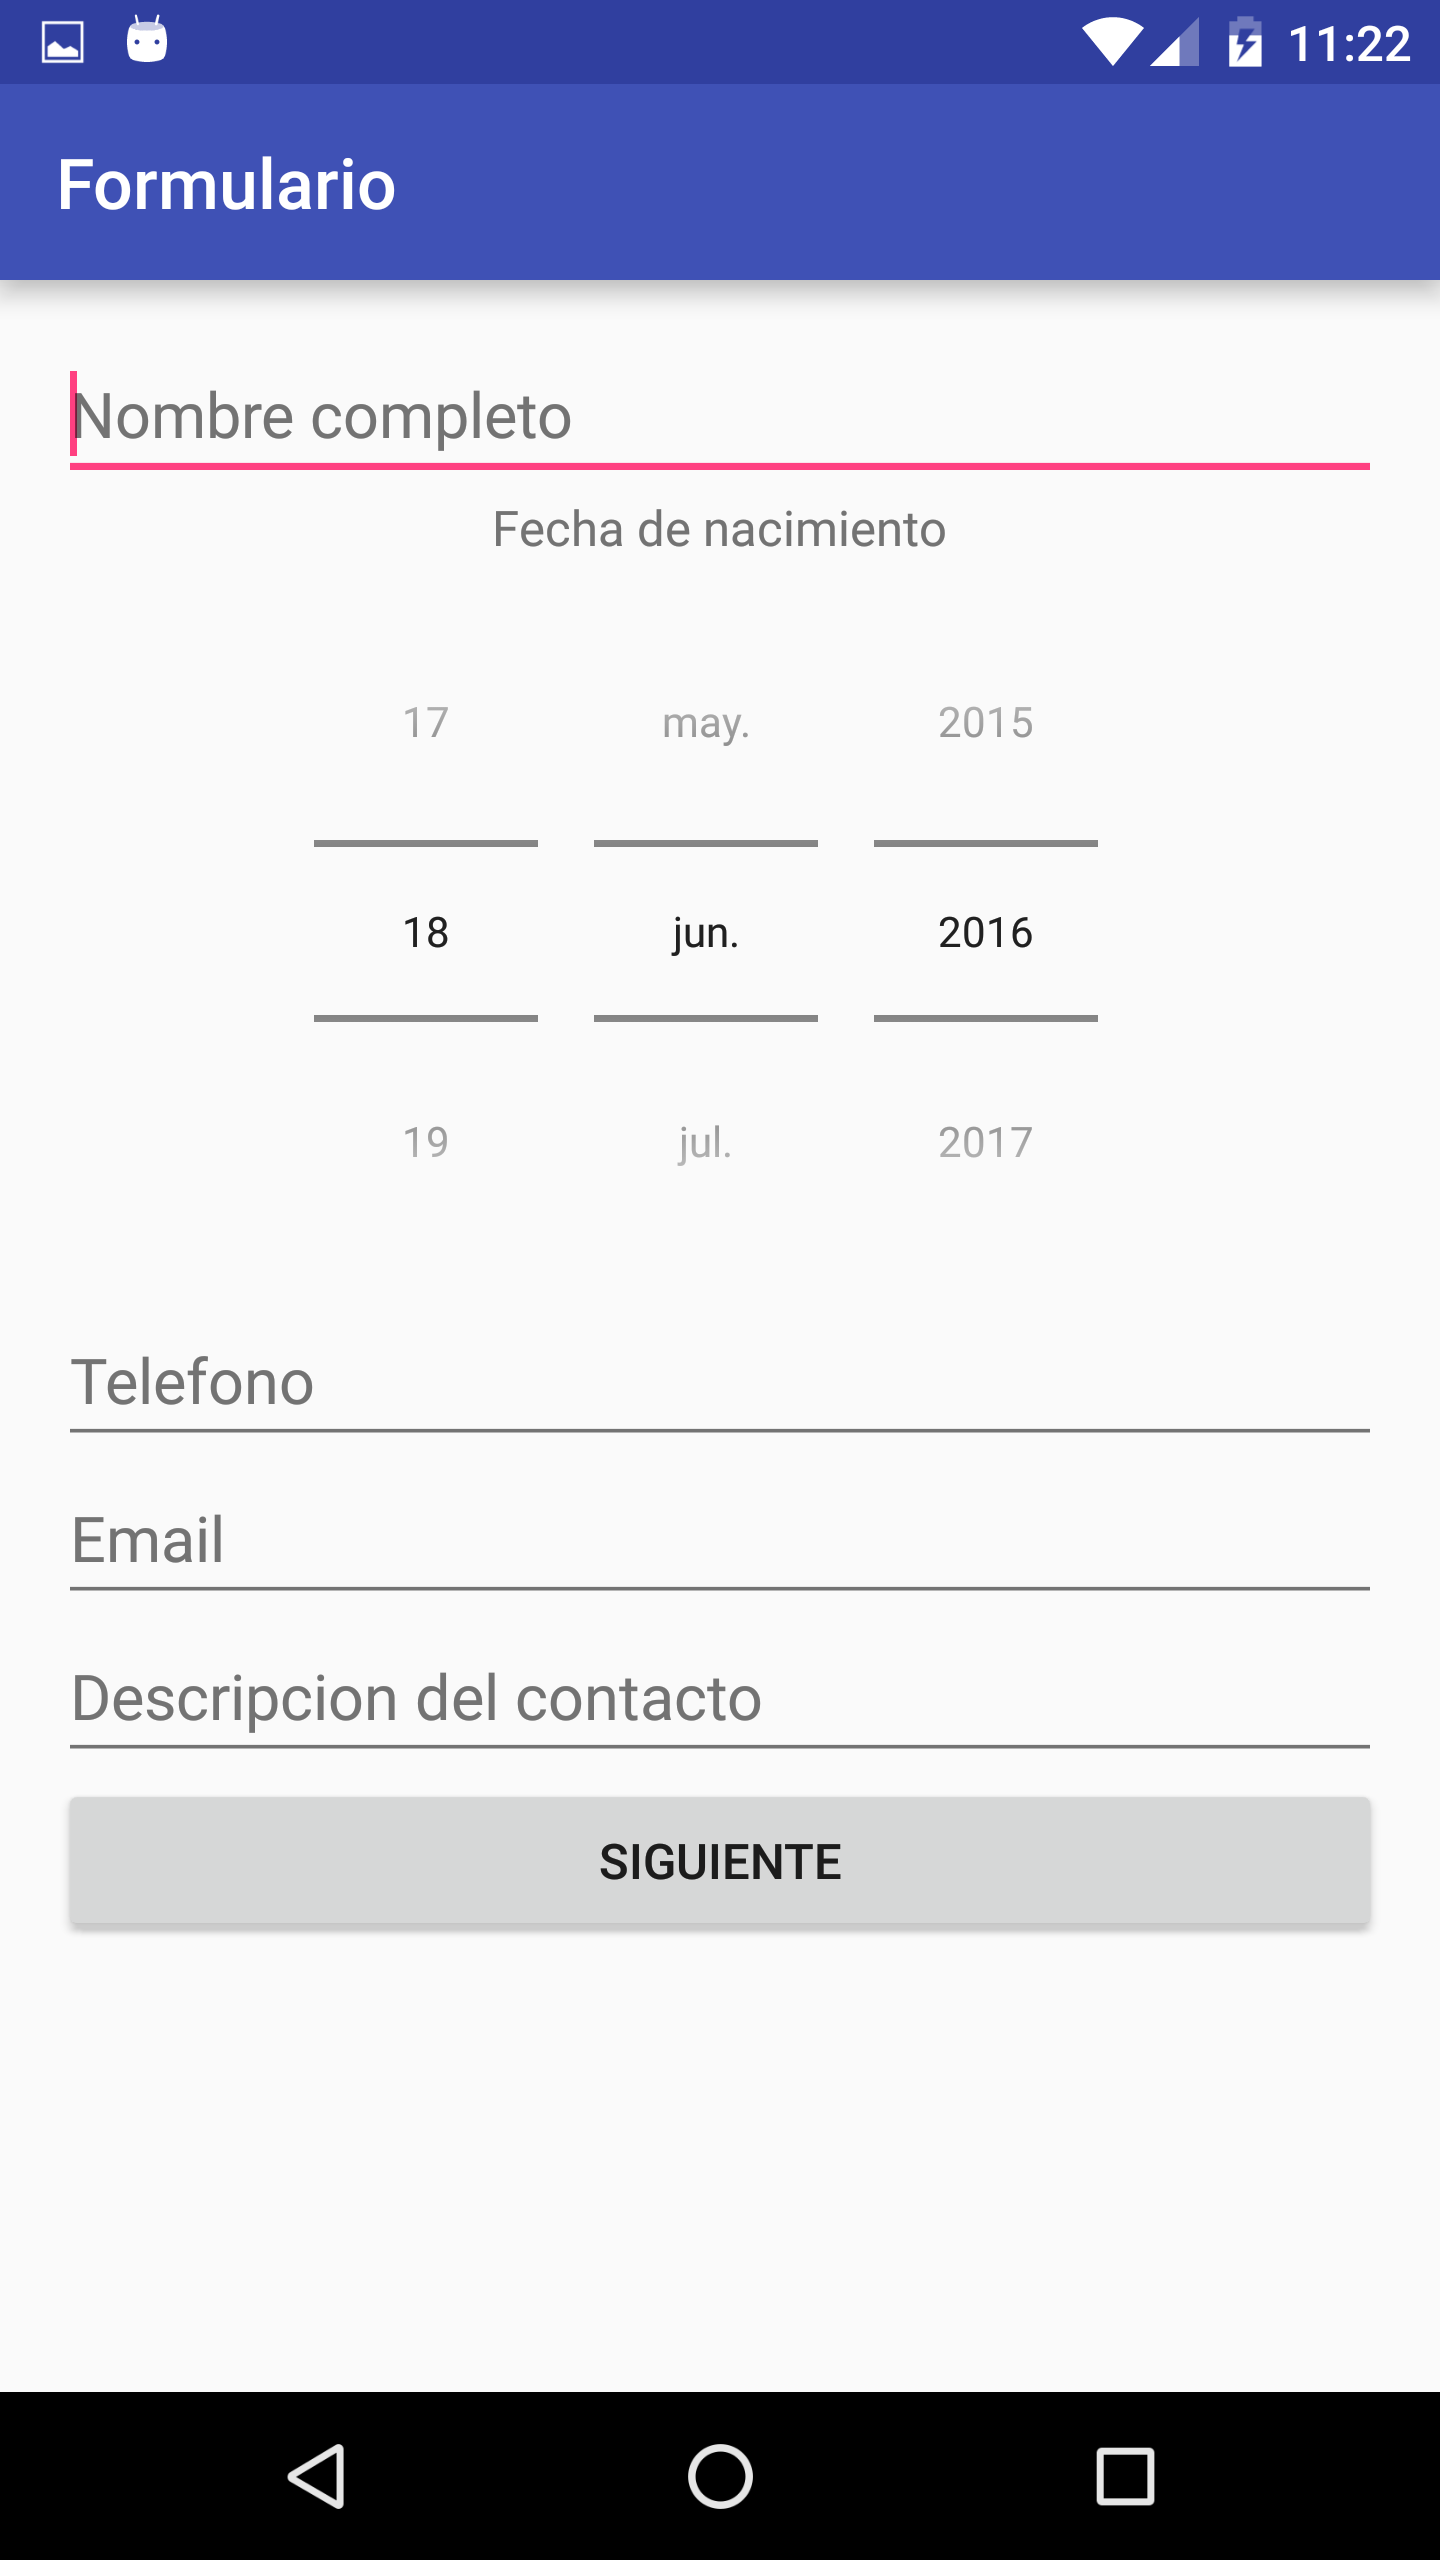 11:22
Formulario
Nombre completo
Fecha de nacimiento
17 may. 2015
18 jun. 2016
19 jul. 2017
Telefono
Email
Descripcion del contacto
SIGUIENTE